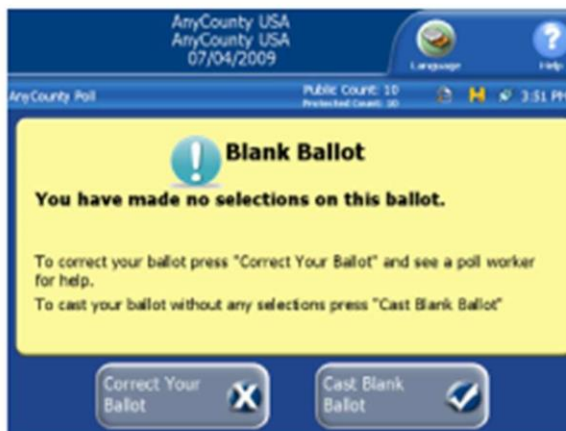 AnyCounty USA
AnyCounty USA
07/04/2009
Language
Help
AnyCounty Poll
Public Count: 10
Protected Count: 10
3:51 PM
Blank Ballot
You have made no selections on this ballot.
To correct your ballot press "Correct Your Ballot" and see a poll worker
for help.
To cast your ballot without any selections press "Cast Blank Ballot"
Correct Your
Ballot
Cast Blank
Ballot